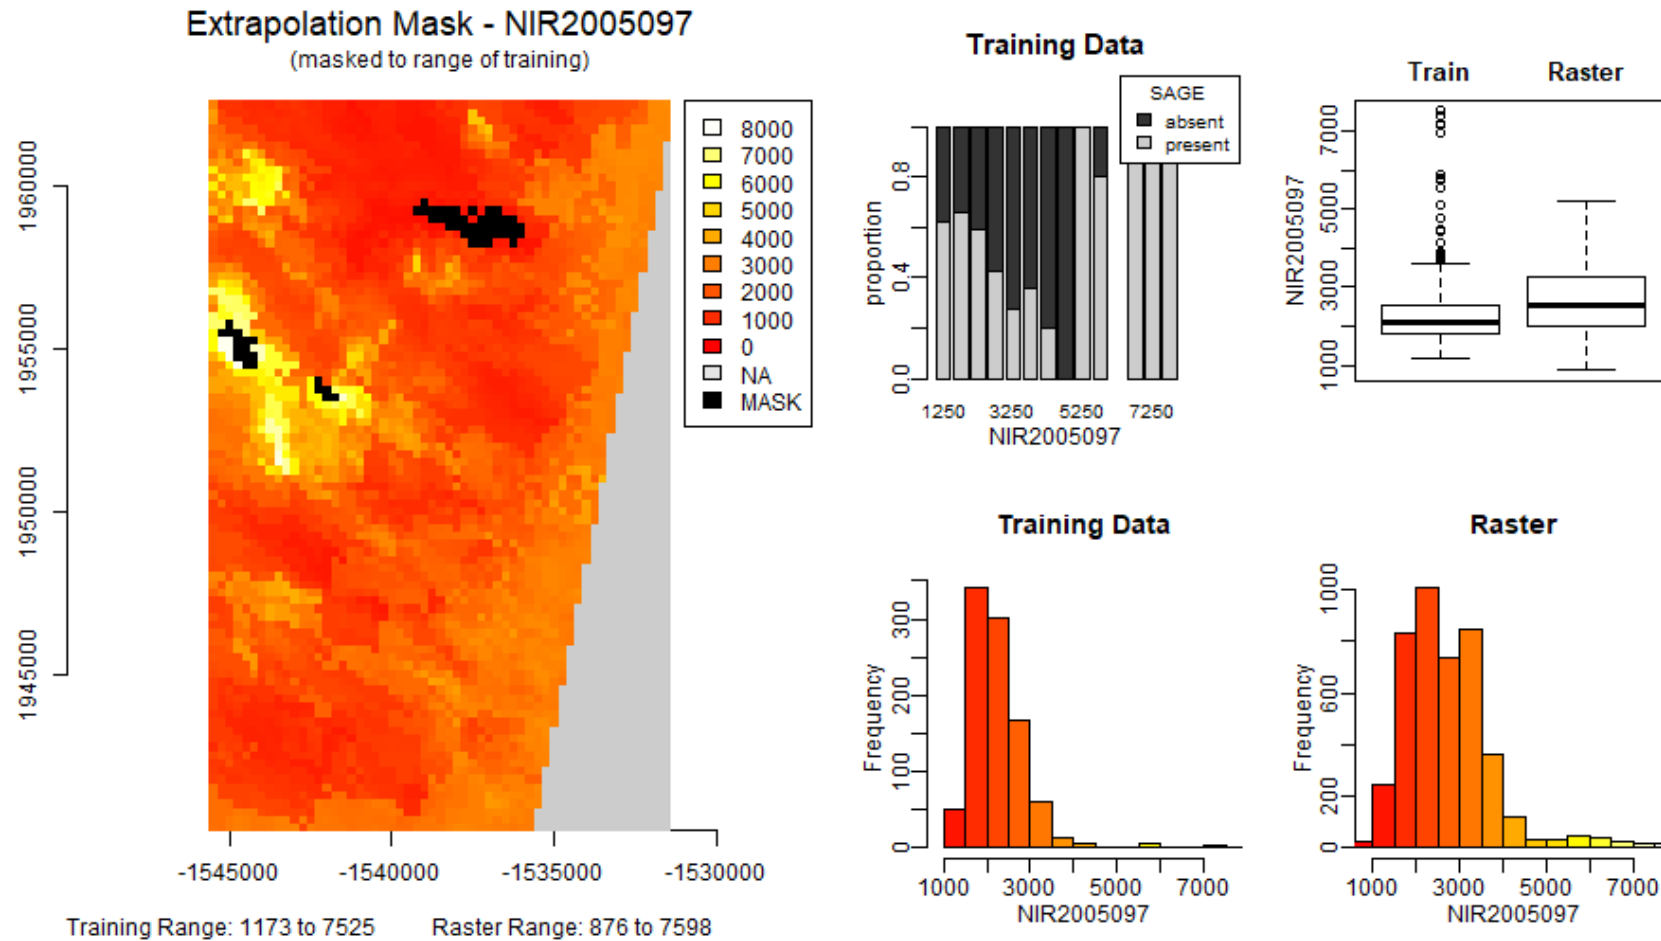 Extrapolation Mask - NIR2005097
(masked to range of training)
1960000
1955000
1950000
1945000
-1545000 -1540000 -1535000 -1530000
8000
7000
6000
5000
4000
3000
2000
1000
0
NA
MASK
Training Range: 1173 to 7525 Raster Range: 876 to 7598
Training Data
SAGE
absent
present
proportion
0.8
0.4
0.0
1250 3250 5250 7250
NIR2005097
Train Raster
NIR2005097
7000
5000
3000
1000
Training Data
Frequency
300
200
100
0
1000 3000 5000 7000
NIR2005097
Raster
Frequency
1000
600
200
0
1000 3000 5000 7000
NIR2005097